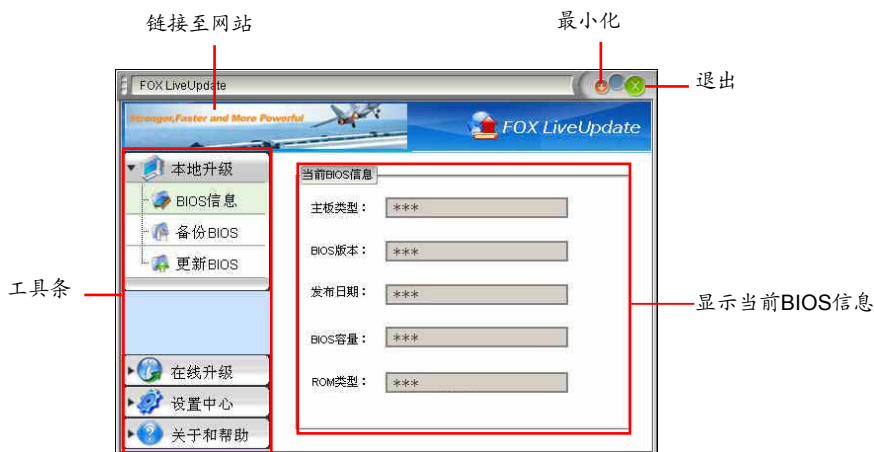 链接至网站
最小化
退出
FOX LiveUpdate
Stronger,Faster and More Powerful
FOX LiveUpdate
本地升级
BIOS信息
备份BIOS
更新BIOS
工具条
在线升级
设置中心
关于和帮助
当前BIOS信息
主板类型： ***
BIOS版本： ***
发布日期： ***
BIOS容量： ***
ROM类型： ***
显示当前BIOS信息